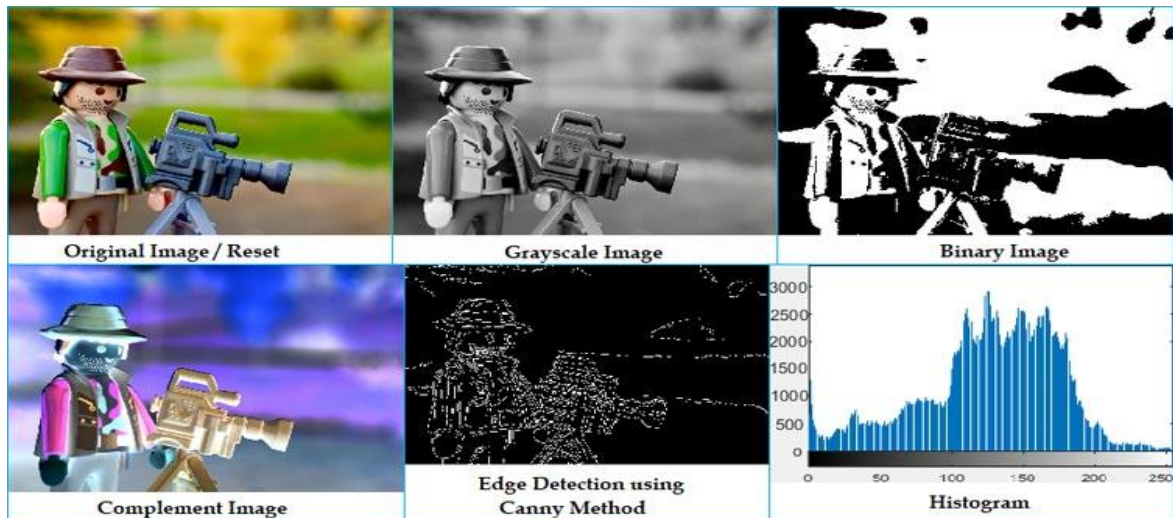 Original Image / Reset
Grayscale Image
Binary Image
3000
2500
2000
1500
1000
500
0
0 50 100 150 200 250
Complement Image
Edge Detection using
Canny Method
Histogram